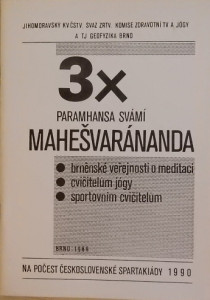 JIHOMORAVSKÝ KV ČSTV, SVAZ ZRTV, KOMISE ZDRAVOTNÍ TV A JÓGY
A TJ GEOFYZIKA BRNO
3x
PARAMHANSA SVÁMÍ
MAHEŠVARÁNANDA
● brněnské veřejnosti o meditaci
● cvičitelům jógy
● sportovním cvičitelům
BRNO 1989
NA POČEST ČESKOSLOVENSKÉ SPARTAKIÁDY 1990